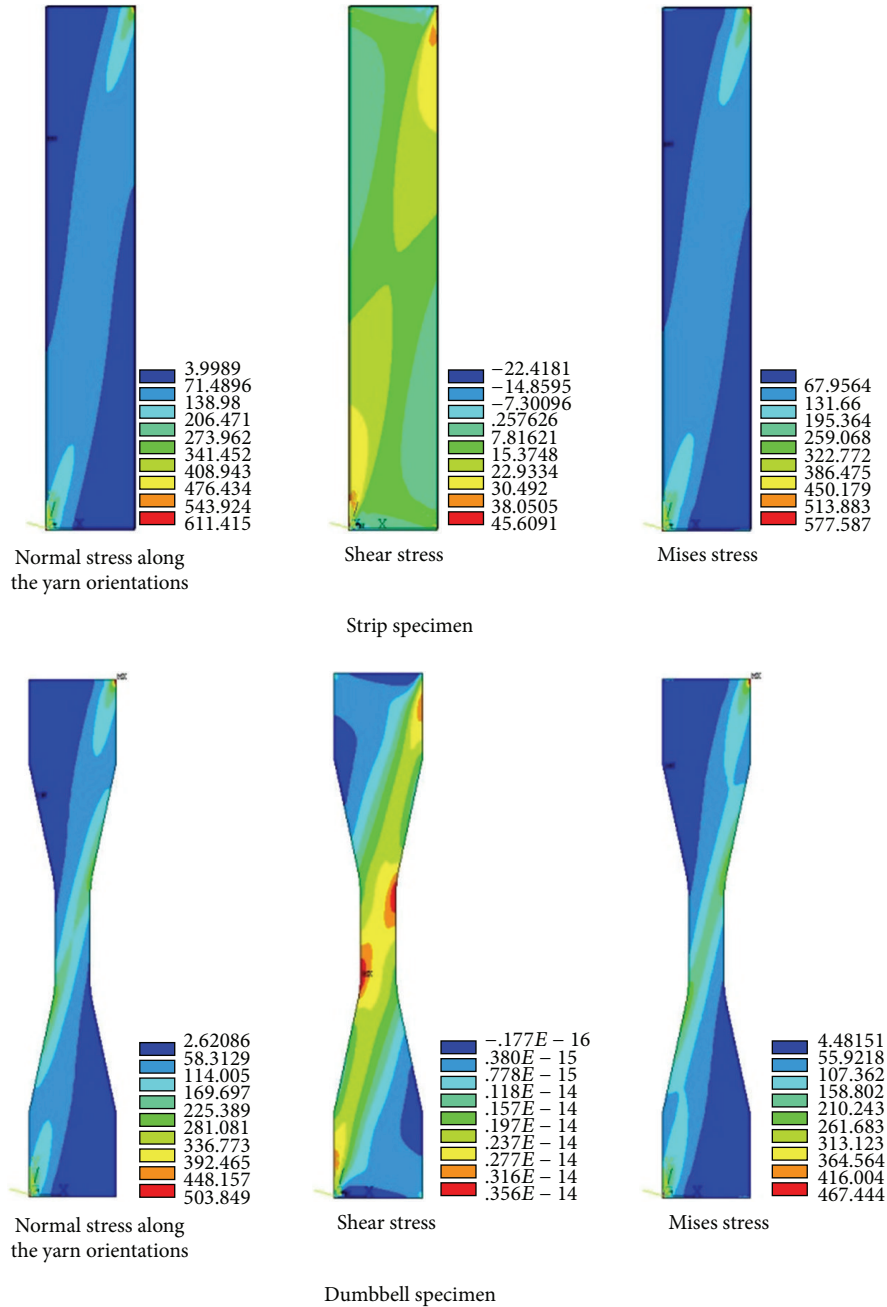 3.9989
71.4896
138.98
206.471
273.962
341.452
408.943
476.434
543.924
611.415
Normal stress along
the yarn orientations
X
−22.4181
−14.8595
−7.30096
.257626
7.81621
15.3748
22.9334
30.492
38.0505
45.6091
Shear stress
67.9564
131.66
195.364
259.068
322.772
386.475
450.179
513.883
577.587
Mises stress
Strip specimen
MX
2.62086
58.3129
114.005
169.697
225.389
281.081
336.773
392.465
448.157
503.849
Normal stress along
the yarn orientations
X
−.177E − 16
.380E − 15
.778E − 15
.118E − 14
.157E − 14
.197E − 14
.237E − 14
.277E − 14
.316E − 14
.356E − 14
Shear stress
MX
4.48151
55.9218
107.362
158.802
210.243
261.683
313.123
364.564
416.004
467.444
Mises stress
Dumbbell specimen